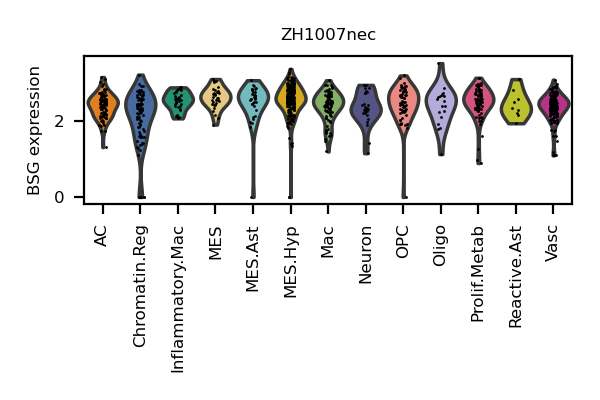 ZH1007nec
BSG expression
2
0
AC
Chromatin.Reg
Inflammatory.Mac
MES
MES.Ast
MES.Hyp
Mac
Neuron
OPC
Oligo
Prolif.Metab
Reactive.Ast
Vasc